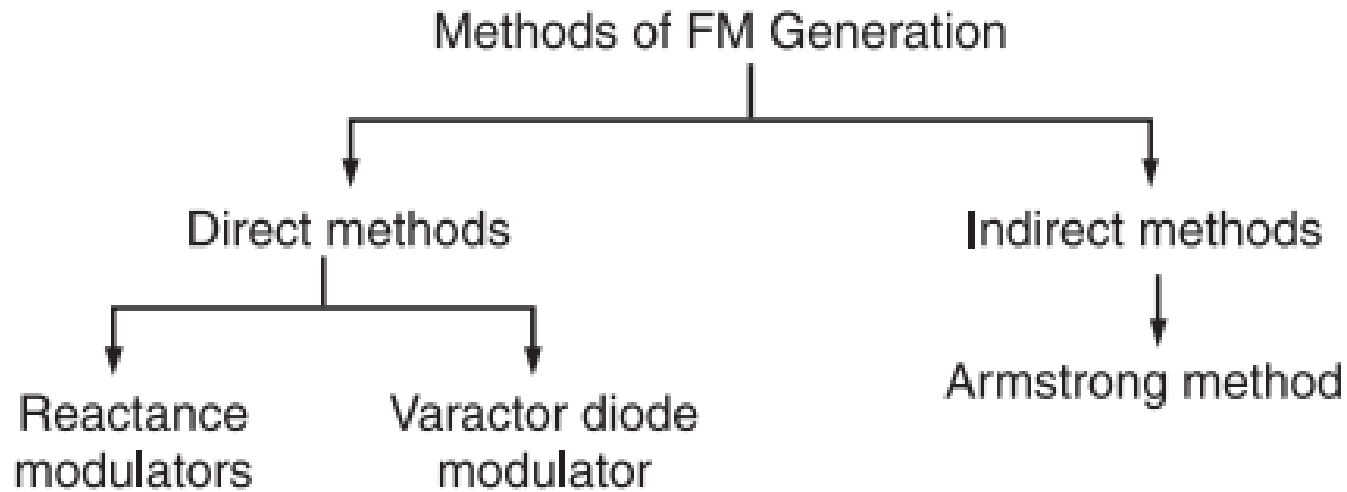 Methods of FM Generation
Direct methods
Indirect methods
Armstrong method
Reactance
modulators
Varactor diode
modulator